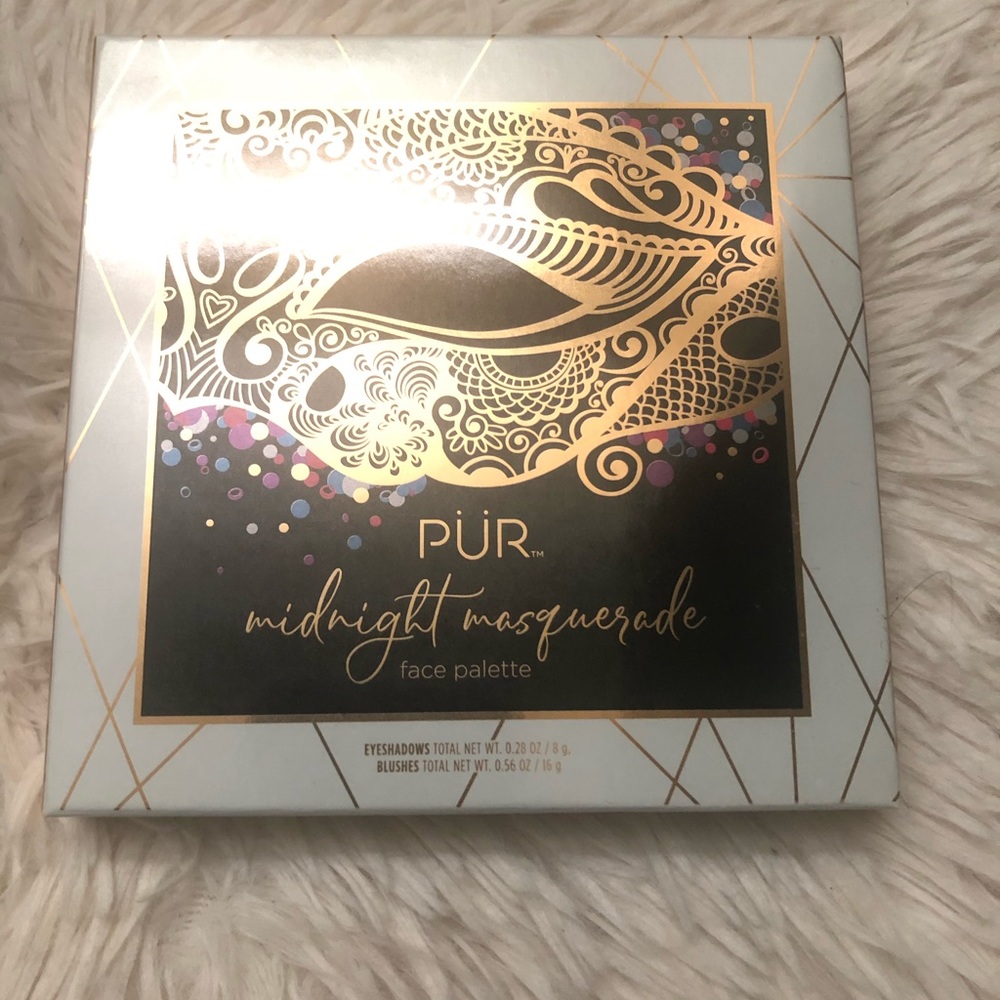 PÜR™
midnight masquerade
face palette
EYESHADOWS TOTAL NET WT. 0.28 OZ / 8 g.
BLUSHES TOTAL NET WT. 0.56 OZ / 16 g